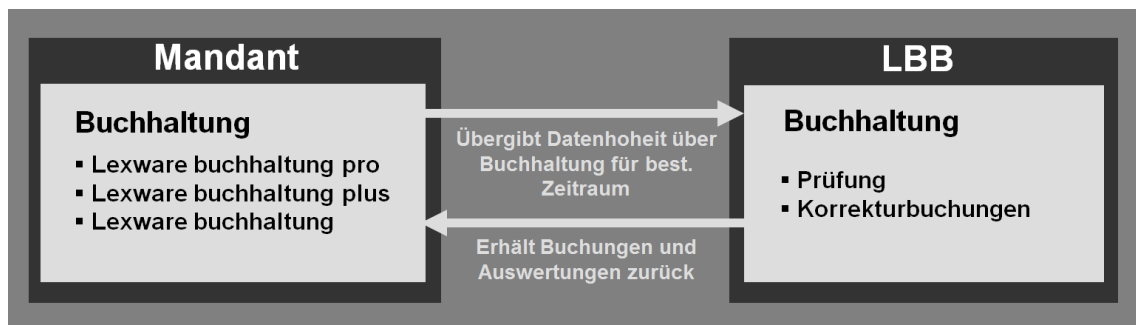 Mandant
Buchhaltung
▪ Lexware buchhaltung pro
▪ Lexware buchhaltung plus
▪ Lexware buchhaltung
Übergibt Datenhoheit über
Buchhaltung für best.
Zeitraum
Erhält Buchungen und
Auswertungen zurück
LBB
Buchhaltung
▪ Prüfung
▪ Korrekturbuchungen